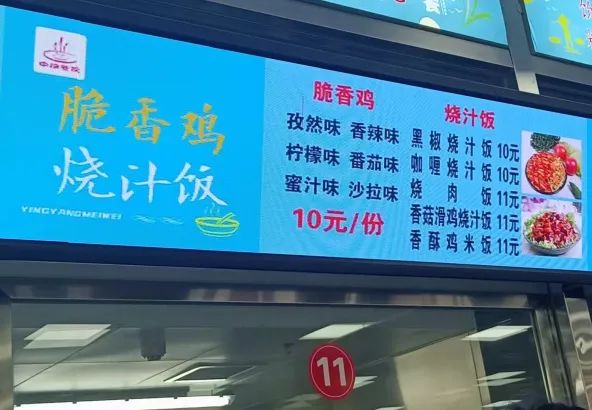 脆香鸡
烧汁饭
YINGYANGMEIWEI
脆香鸡
孜然味 香辣味
柠檬味 番茄味
蜜汁味 沙拉味
10元/份
烧汁饭
黑椒烧汁饭10元
咖喱烧汁饭10元
烧肉饭11元
香菇滑鸡烧汁饭11元
香酥鸡米饭11元
11